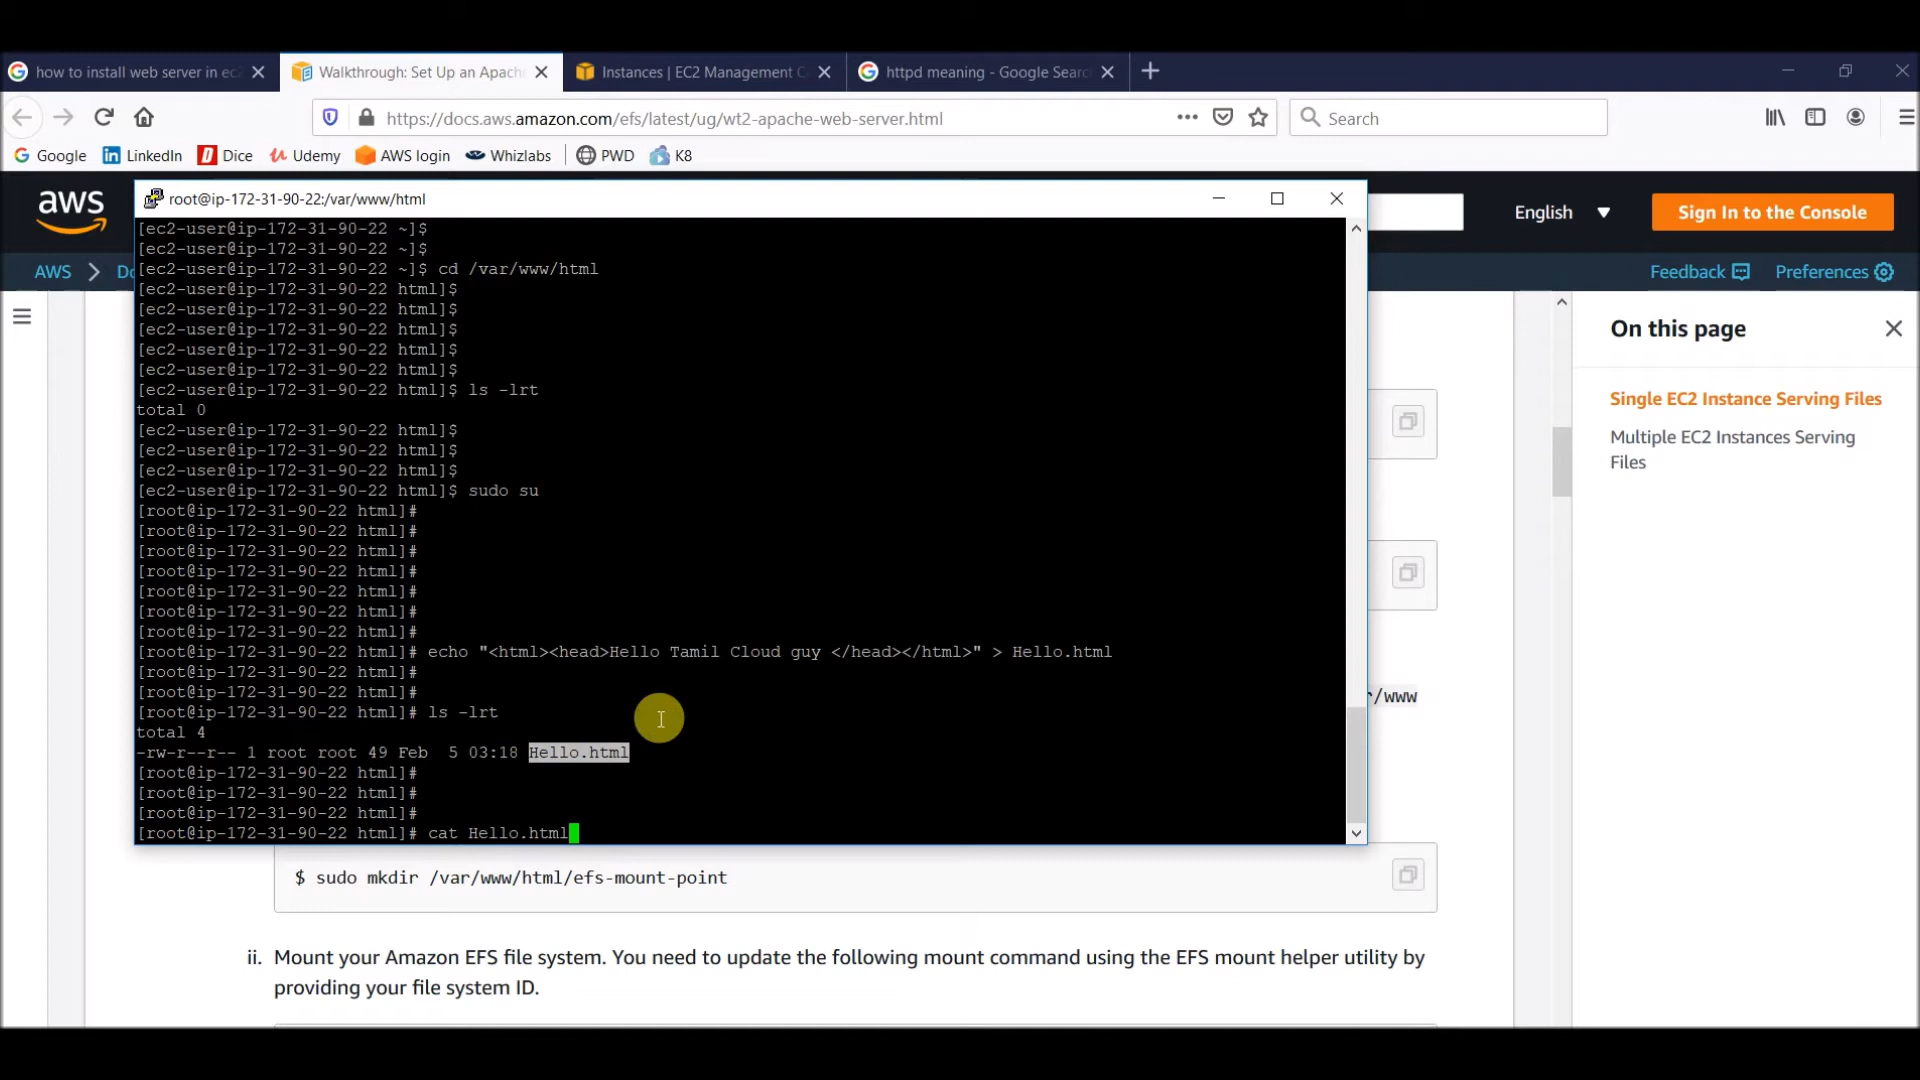 how to install web server in ec
Walkthrough: Set Up an Apache
Instances | EC2 Management C
httpd meaning - Google Searc
https://docs.aws.amazon.com/efs/latest/ug/wt2-apache-web-server.html
Search
Google
LinkedIn
Dice
Udemy
AWS login
Whizlabs
PWD
K8
root@ip-172-31-90-22:/var/www/html
aws
English
Sign In to the Console
AWS
Do
Feedback
Preferences
[ec2-user@ip-172-31-90-22 ~]$
[ec2-user@ip-172-31-90-22 ~]$
[ec2-user@ip-172-31-90-22 ~]$ cd /var/www/html
[ec2-user@ip-172-31-90-22 html]$
[ec2-user@ip-172-31-90-22 html]$
[ec2-user@ip-172-31-90-22 html]$
[ec2-user@ip-172-31-90-22 html]$
[ec2-user@ip-172-31-90-22 html]$
[ec2-user@ip-172-31-90-22 html]$ ls -lrt
total 0
[ec2-user@ip-172-31-90-22 html]$
[ec2-user@ip-172-31-90-22 html]$
[ec2-user@ip-172-31-90-22 html]$
[ec2-user@ip-172-31-90-22 html]$ sudo su
[root@ip-172-31-90-22 html]#
[root@ip-172-31-90-22 html]#
[root@ip-172-31-90-22 html]#
[root@ip-172-31-90-22 html]#
[root@ip-172-31-90-22 html]#
[root@ip-172-31-90-22 html]#
[root@ip-172-31-90-22 html]#
[root@ip-172-31-90-22 html]# echo "<html><head>Hello Tamil Cloud guy </head></html>" > Hello.html
[root@ip-172-31-90-22 html]#
[root@ip-172-31-90-22 html]#
[root@ip-172-31-90-22 html]# ls -lrt
total 4
-rw-r--r-- 1 root root 49 Feb  5 03:18 Hello.html
[root@ip-172-31-90-22 html]#
[root@ip-172-31-90-22 html]#
[root@ip-172-31-90-22 html]#
[root@ip-172-31-90-22 html]# cat Hello.html
On this page
Single EC2 Instance Serving Files
Multiple EC2 Instances Serving
Files
r/www
$ sudo mkdir /var/www/html/efs-mount-point
ii. Mount your Amazon EFS file system. You need to update the following mount command using the EFS mount helper utility by
providing your file system ID.